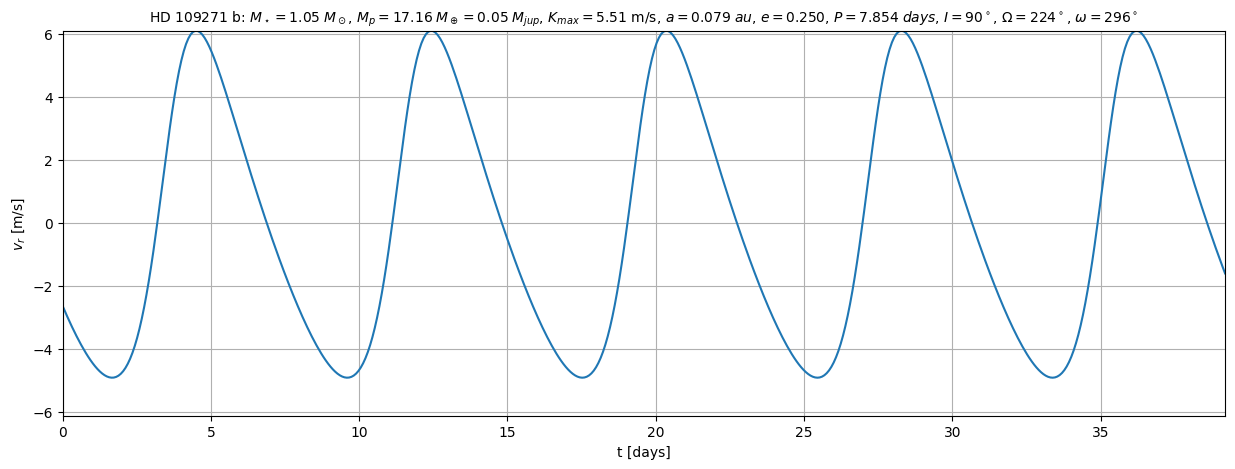 HD 109271 b: M⋆ = 1.05 M⊙, Mp = 17.16 M⊕ = 0.05 Mjup, Kmax = 5.51 m/s, a = 0.079 au, e = 0.250, P = 7.854 days, I = 90°, Ω = 224°, ω = 296°
6
4
2
0
−2
−4
−6
vr [m/s]
0 5 10 15 20 25 30 35
t [days]